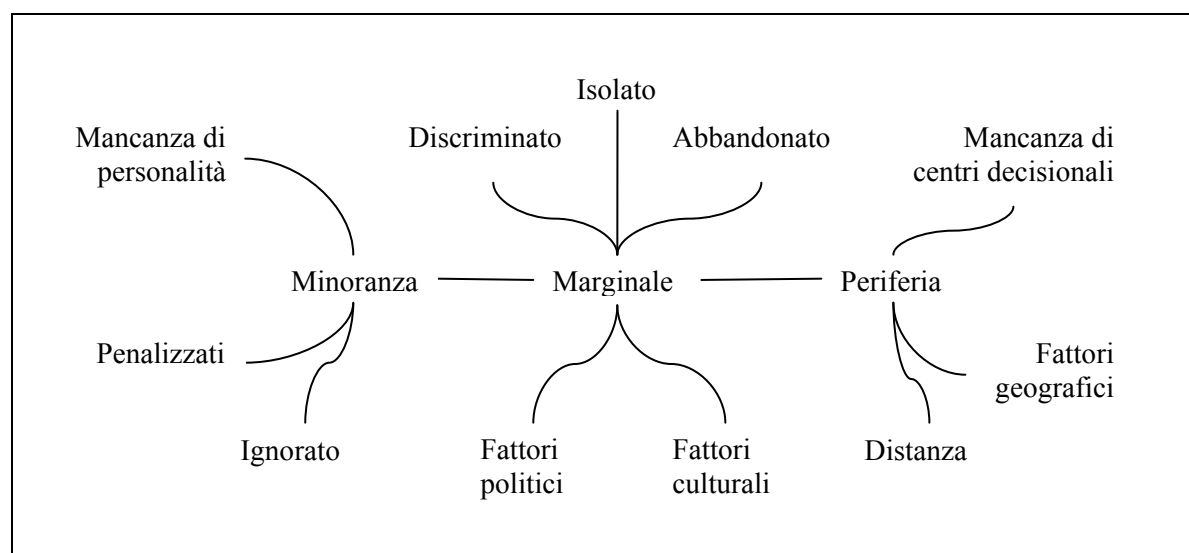 Isolato
Mancanza di
personalità
Discriminato
Abbandonato
Mancanza di
centri decisionali
Minoranza
Marginale
Periferia
Penalizzati
Fattori
geografici
Ignorato
Fattori
politici
Fattori
culturali
Distanza